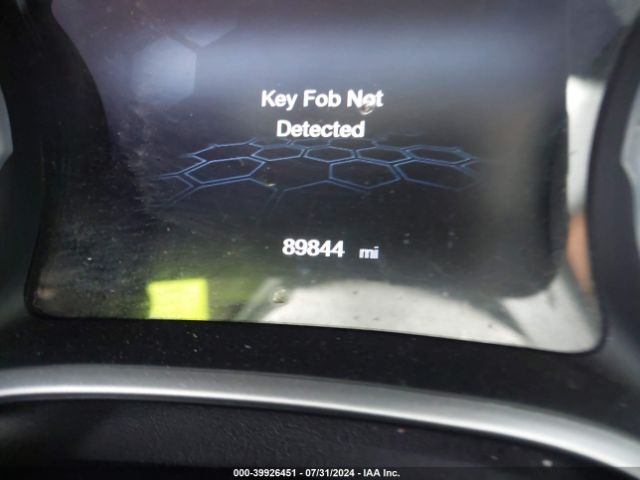 Key Fob Not
Detected
89844 mi
000-39926451 - 07/31/2024 - IAA Inc.